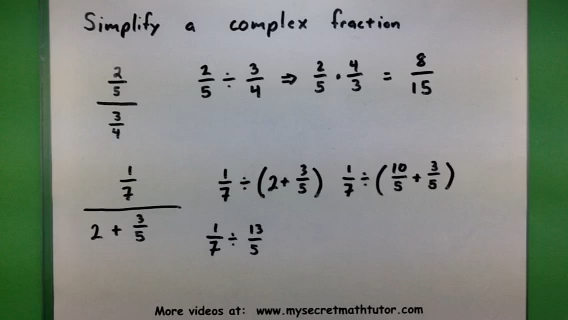 Simplify a complex fraction
(2/5)/(3/4) 2/5 ÷ 3/4 ⇒ 2/5 · 4/3 = 8/15
(1/7)/(2 + 3/5) 1/7 ÷ (2 + 3/5) 1/7 ÷ (10/5 + 3/5)
1/7 ÷ 13/5
More videos at: www.mysecretmathtutor.com